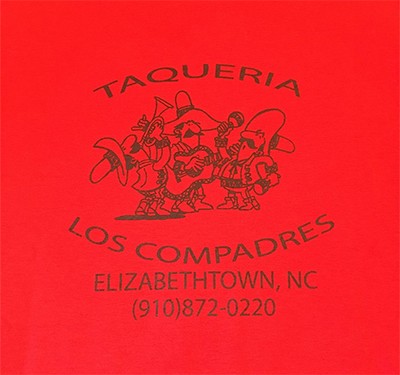 TAQUERIA
LOS COMPADRES
ELIZABETHTOWN, NC
(910)872-0220